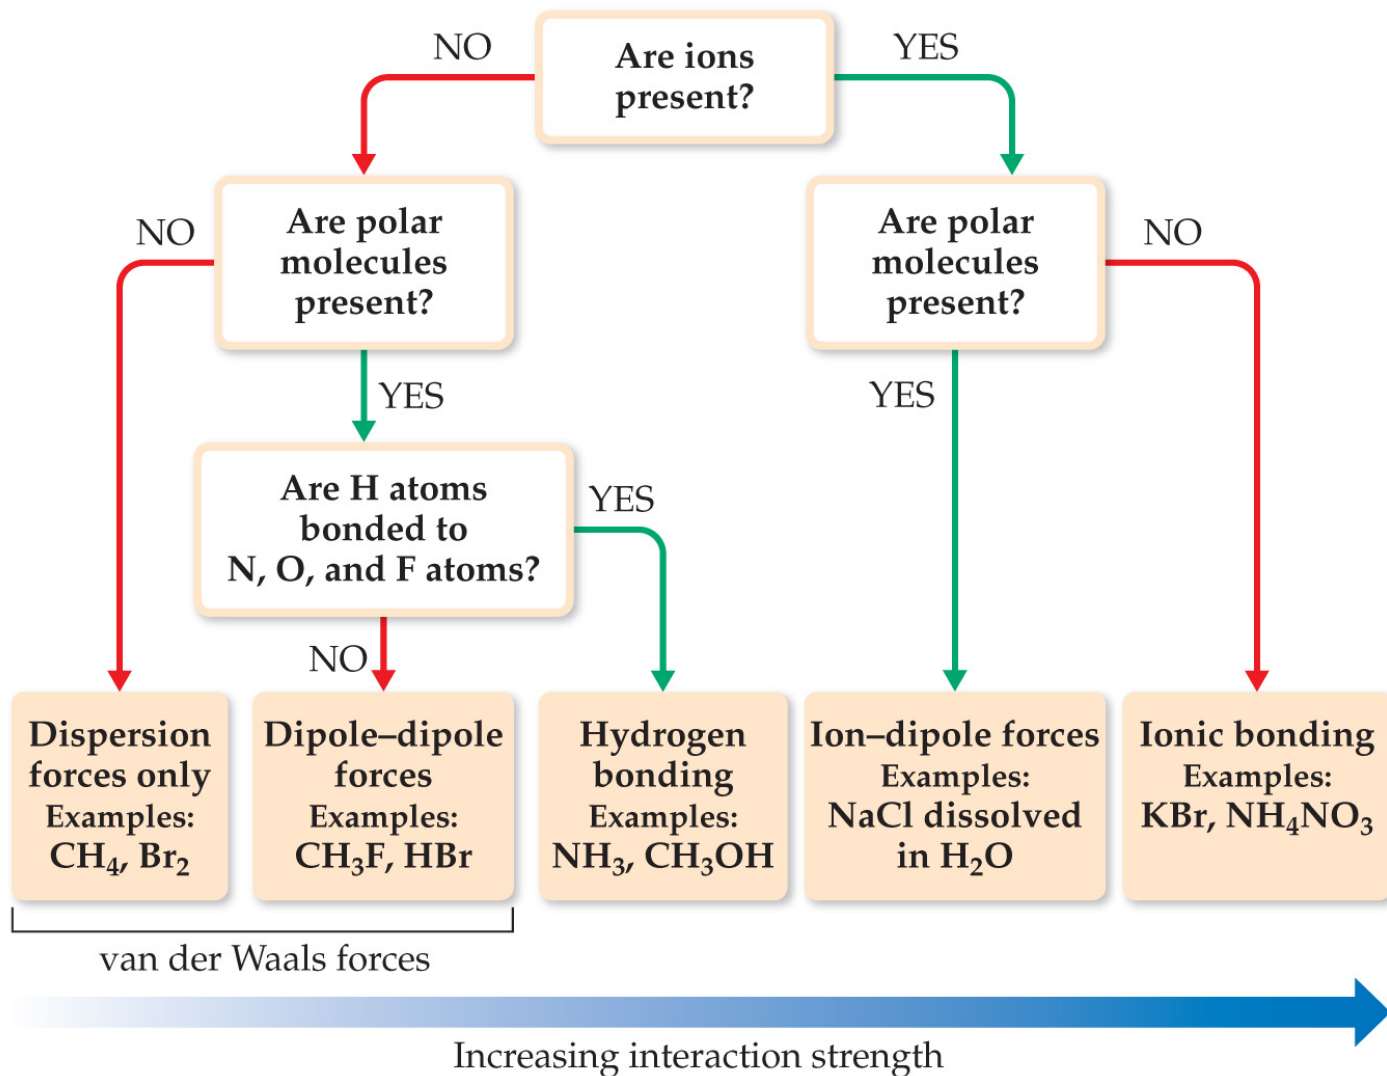 NO
Are ions
present?
YES
NO
Are polar
molecules
present?
YES
Are polar
molecules
present?
NO
YES
Are H atoms
bonded to
N, O, and F atoms?
YES
NO
Dispersion
forces only
Examples:
CH₄, Br₂
Dipole–dipole
forces
Examples:
CH₃F, HBr
Hydrogen
bonding
Examples:
NH₃, CH₃OH
Ion–dipole forces
Examples:
NaCl dissolved
in H₂O
Ionic bonding
Examples:
KBr, NH₄NO₃
van der Waals forces
Increasing interaction strength